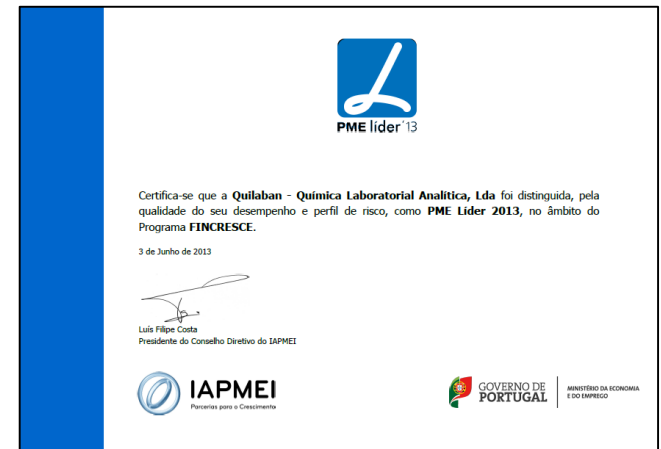 PME líder'13
Certifica-se que a Quilaban - Química Laboratorial Analítica, Lda foi distinguida, pela
qualidade do seu desempenho e perfil de risco, como PME Líder 2013, no âmbito do
Programa FINCRESCE.
3 de Junho de 2013
Luís Filipe Costa
Presidente do Conselho Diretivo do IAPMEI
IAPMEI
Parcerias para o Crescimento
GOVERNO DE
PORTUGAL
MINISTÉRIO DA ECONOMIA
E DO EMPREGO